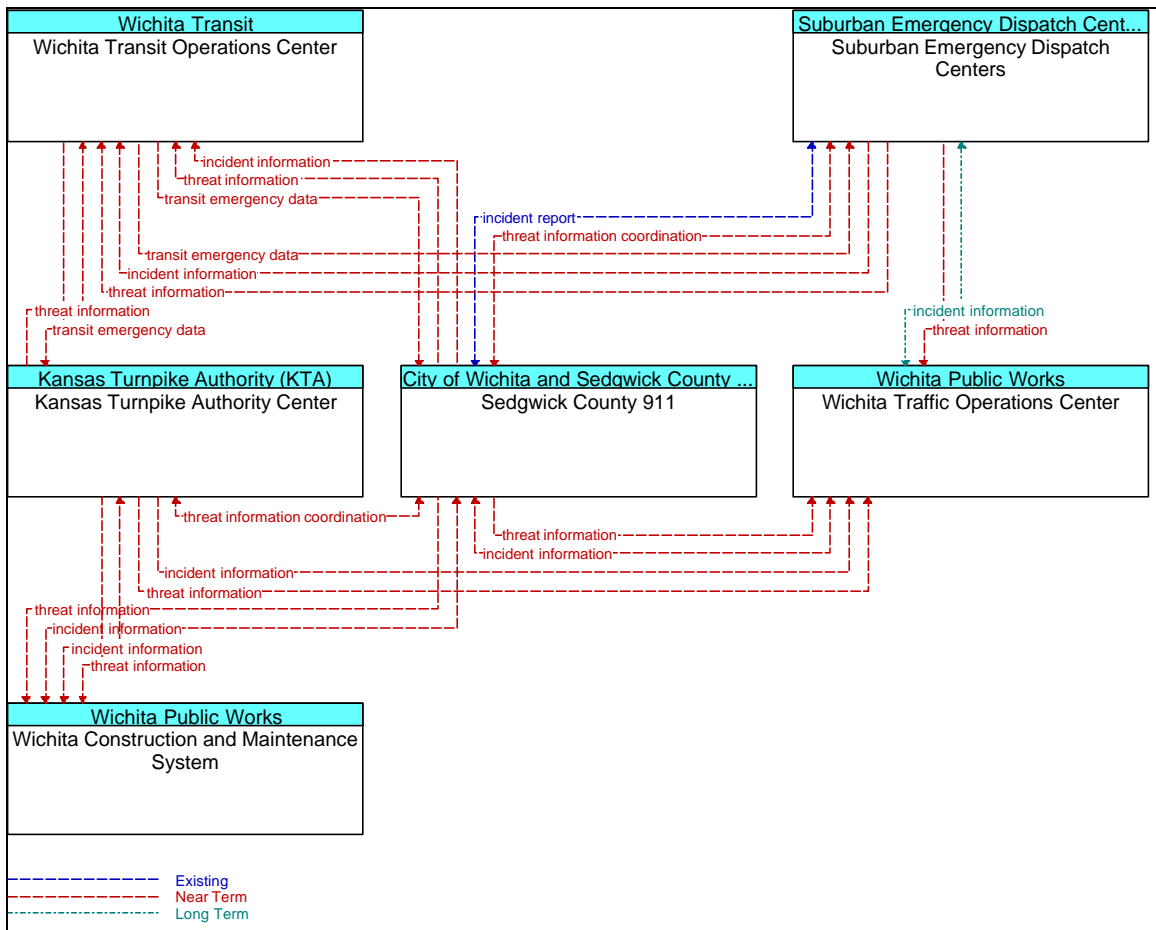 Wichita Transit
Wichita Transit Operations Center
Suburban Emergency Dispatch Cent...
Suburban Emergency Dispatch
Centers
incident information
threat information
transit emergency data
incident report
threat information coordination
transit emergency data
incident information
threat information
threat information
transit emergency data
incident information
threat information
Kansas Turnpike Authority (KTA)
Kansas Turnpike Authority Center
City of Wichita and Sedgwick County ...
Sedgwick County 911
Wichita Public Works
Wichita Traffic Operations Center
threat information coordination
threat information
incident information
incident information
threat information
threat information
incident information
incident information
threat information
Wichita Public Works
Wichita Construction and Maintenance
System
Existing
Near Term
Long Term